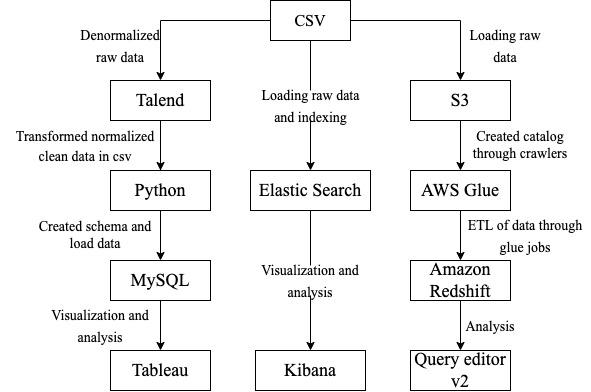 CSV
Denormalized
raw data
Loading raw
data
Talend
Loading raw data
and indexing
S3
Transformed normalized
clean data in csv
Created catalog
through crawlers
Python
Elastic Search
AWS Glue
Created schema and
load data
ETL of data through
glue jobs
MySQL
Visualization and
analysis
Amazon
Redshift
Visualization and
analysis
Analysis
Tableau
Kibana
Query editor
v2